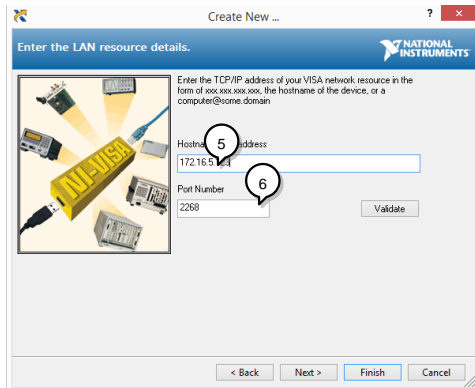 Create New ...
? ×
Enter the LAN resource details.
NATIONAL
INSTRUMENTS
Enter the TCP/IP address of your VISA network resource in the
form of xxx.xxx.xxx.xxx, the hostname of the device, or a
computer@some.domain
NI-VISA
5
address
172.16.5.
6
Port Number
2268
Validate
< Back
Next >
Finish
Cancel